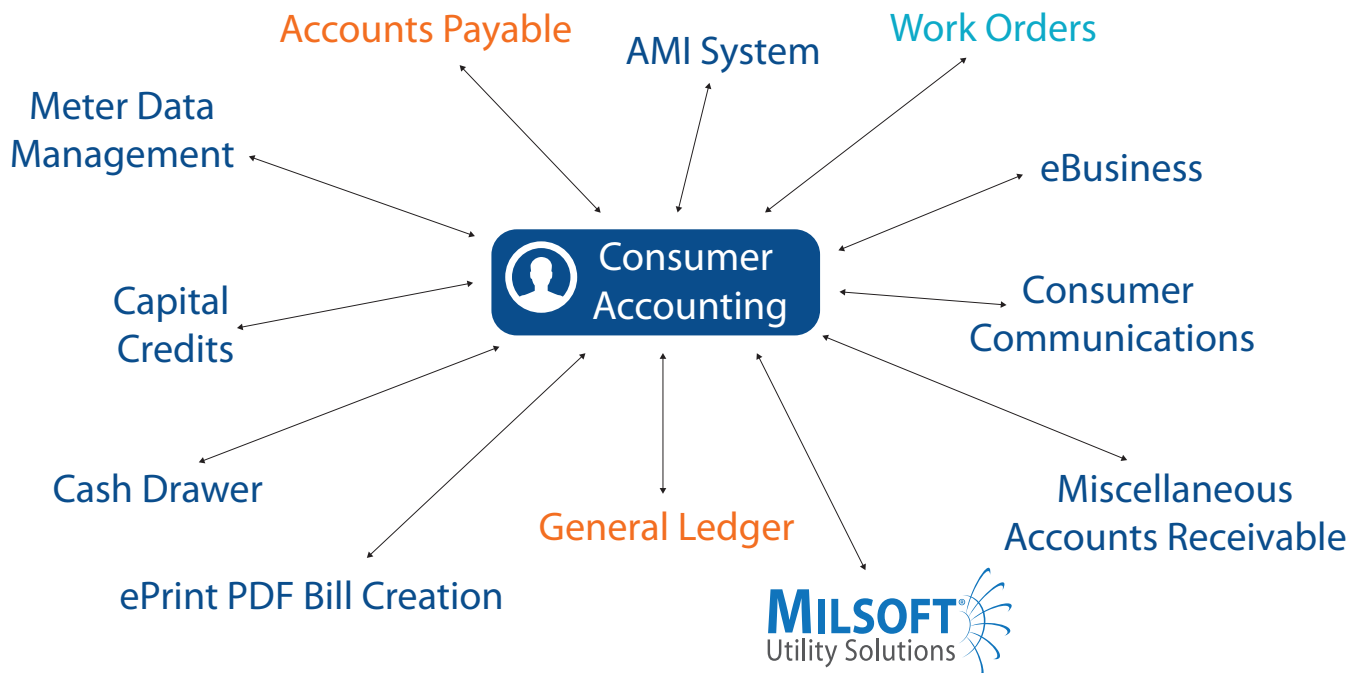 Accounts Payable
AMI System
Work Orders
Meter Data
Management
eBusiness
Consumer
Accounting
Capital
Credits
Consumer
Communications
Cash Drawer
General Ledger
Miscellaneous
Accounts Receivable
ePrint PDF Bill Creation
MILSOFT®
Utility Solutions